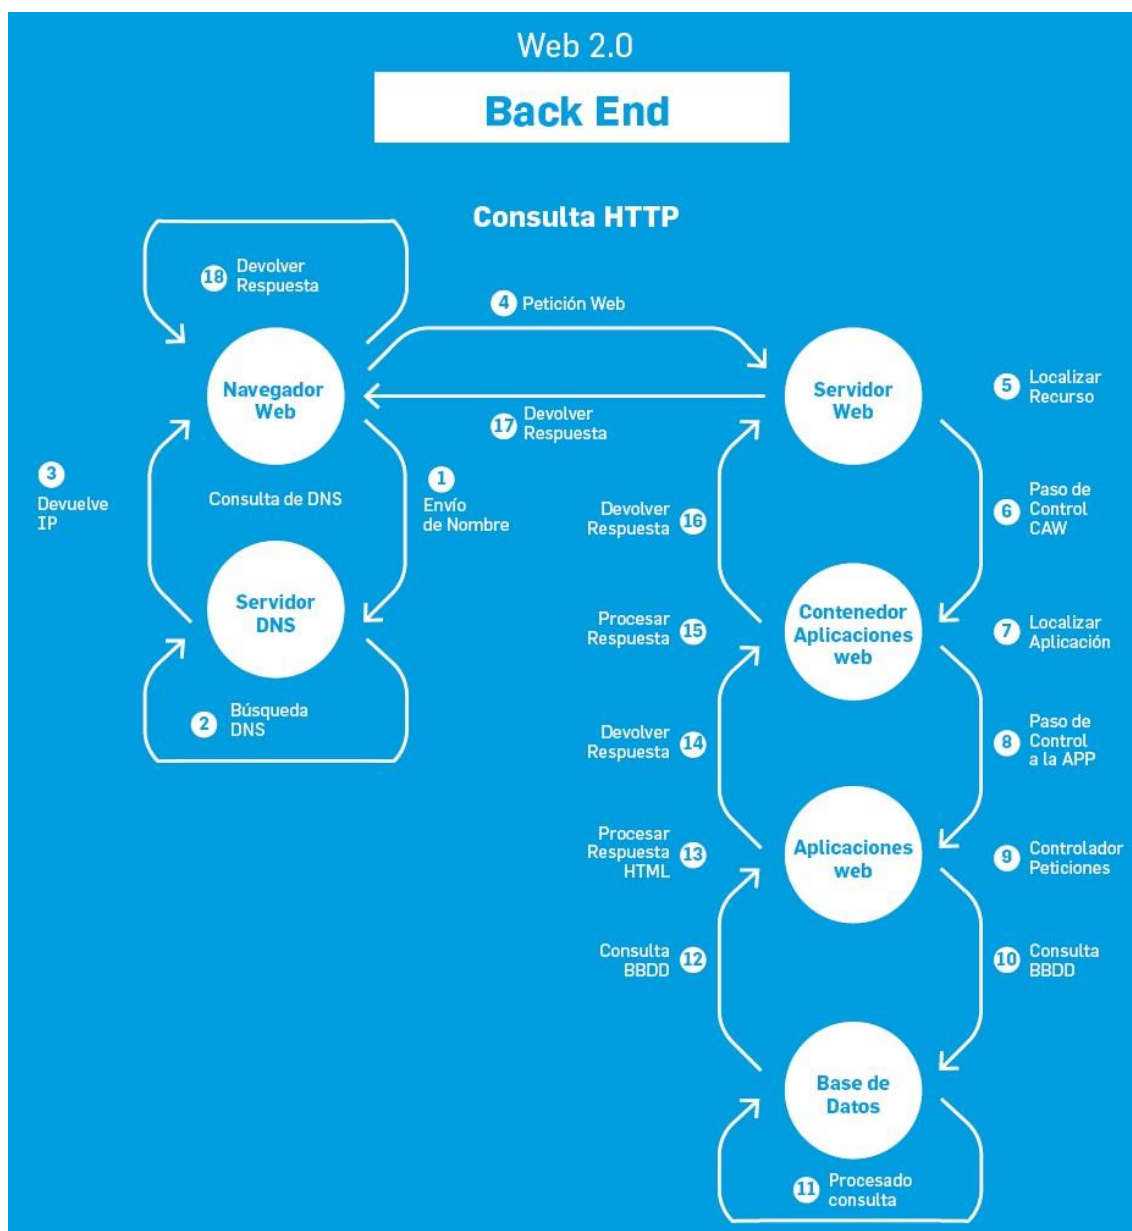 Web 2.0
Back End
Consulta HTTP
18 Devolver
Respuesta
4 Petición Web
Navegador
Web
Servidor
Web
5 Localizar
Recurso
17 Devolver
Respuesta
3
Devuelve
IP
Consulta de DNS
1
Envío
de Nombre
Devolver
Respuesta 16
6 Paso de
Control
CAW
Servidor
DNS
Procesar
Respuesta 15
Contenedor
Aplicaciones
web
7 Localizar
Aplicación
2 Búsqueda
DNS
Devolver
Respuesta 14
8 Paso de
Control
a la APP
Procesar
Respuesta
HTML 13
Aplicaciones
web
9 Controlador
Peticiones
Consulta
BBDD 12
10 Consulta
BBDD
Base de
Datos
11 Procesado
consulta